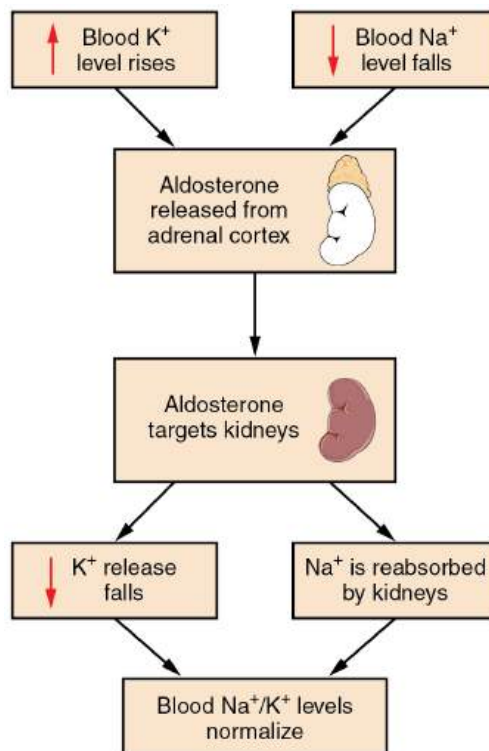 Blood K⁺
level rises
Blood Na⁺
level falls
Aldosterone
released from
adrenal cortex
Aldosterone
targets kidneys
K⁺ release
falls
Na⁺ is reabsorbed
by kidneys
Blood Na⁺/K⁺ levels
normalize